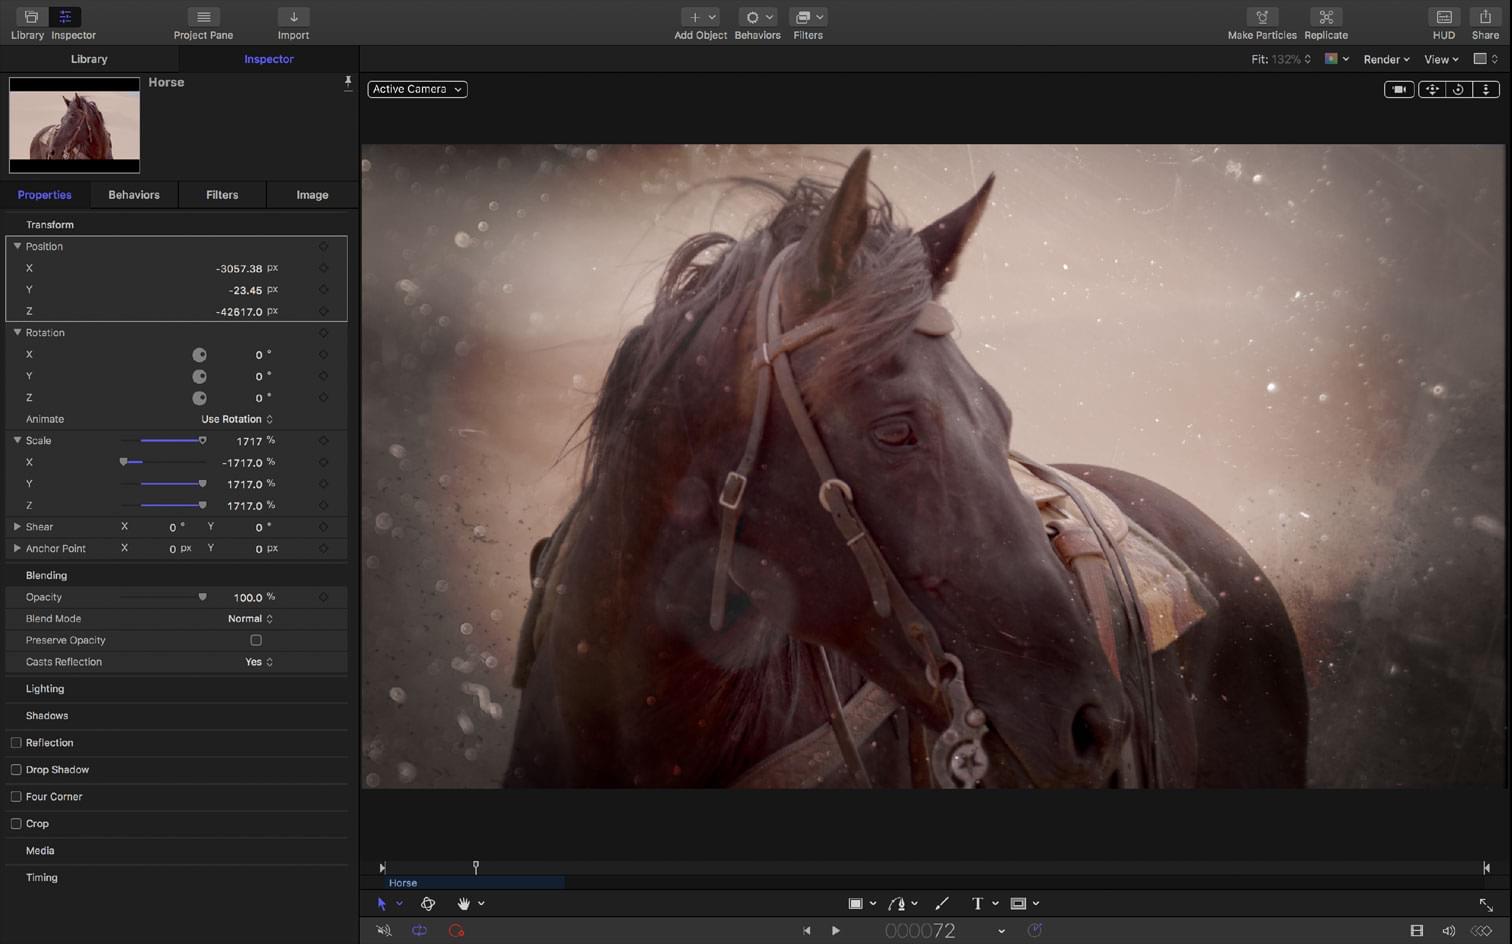 Library Inspector Project Pane Import Add Object Behaviors Filters Make Particles Replicate HUD Share
Library Inspector
Fit: 132% Render View
Horse
Active Camera
Properties Behaviors Filters Image
Transform
Position
X -3057.38 px
Y -23.45 px
Z -42617.0 px
Rotation
X 0 °
Y 0 °
Z 0 °
Animate Use Rotation
Scale 1717 %
X -1717.0 %
Y 1717.0 %
Z 1717.0 %
Shear X 0 ° Y 0 °
Anchor Point X 0 px Y 0 px
Blending
Opacity 100.0 %
Blend Mode Normal
Preserve Opacity
Casts Reflection Yes
Lighting
Shadows
Reflection
Drop Shadow
Four Corner
Crop
Media
Timing
Horse
T
000072